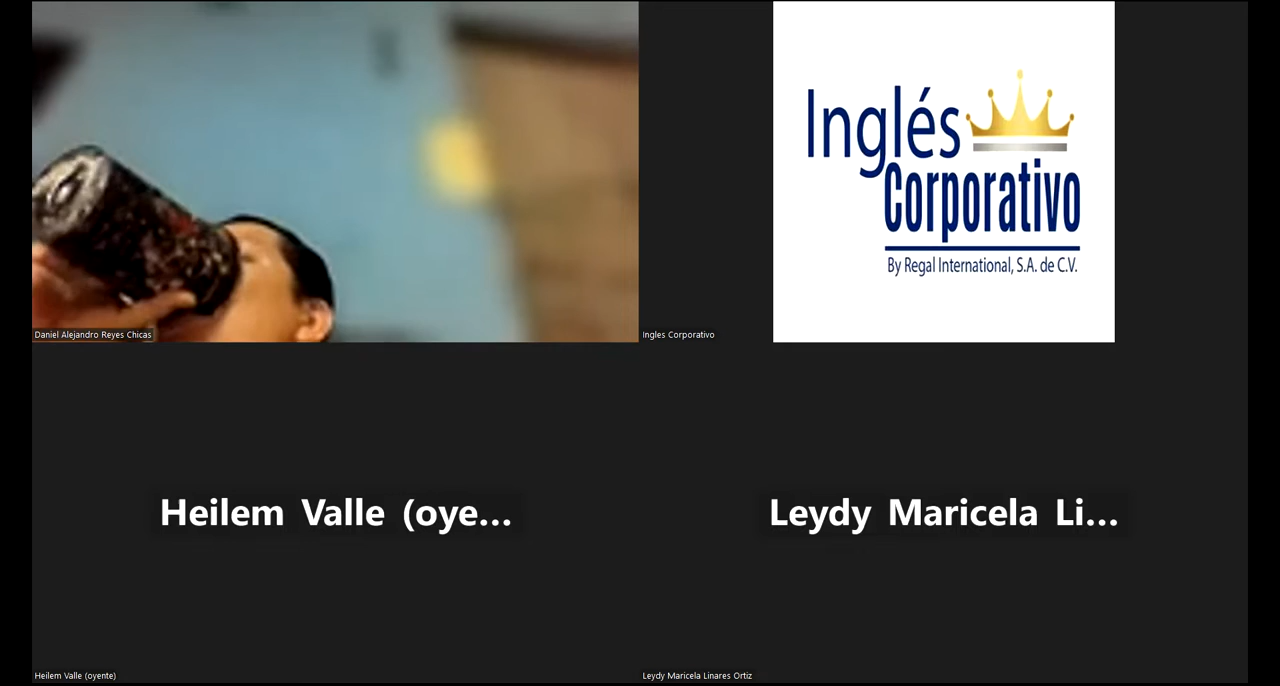 Inglés
Corporativo
By Regal International, S.A. de C.V.
Daniel Alejandro Reyes Chicas
Ingles Corporativo
Heilem Valle (oye...
Leydy Maricela Li...
Heilem Valle (oyente)
Leydy Maricela Linares Ortiz